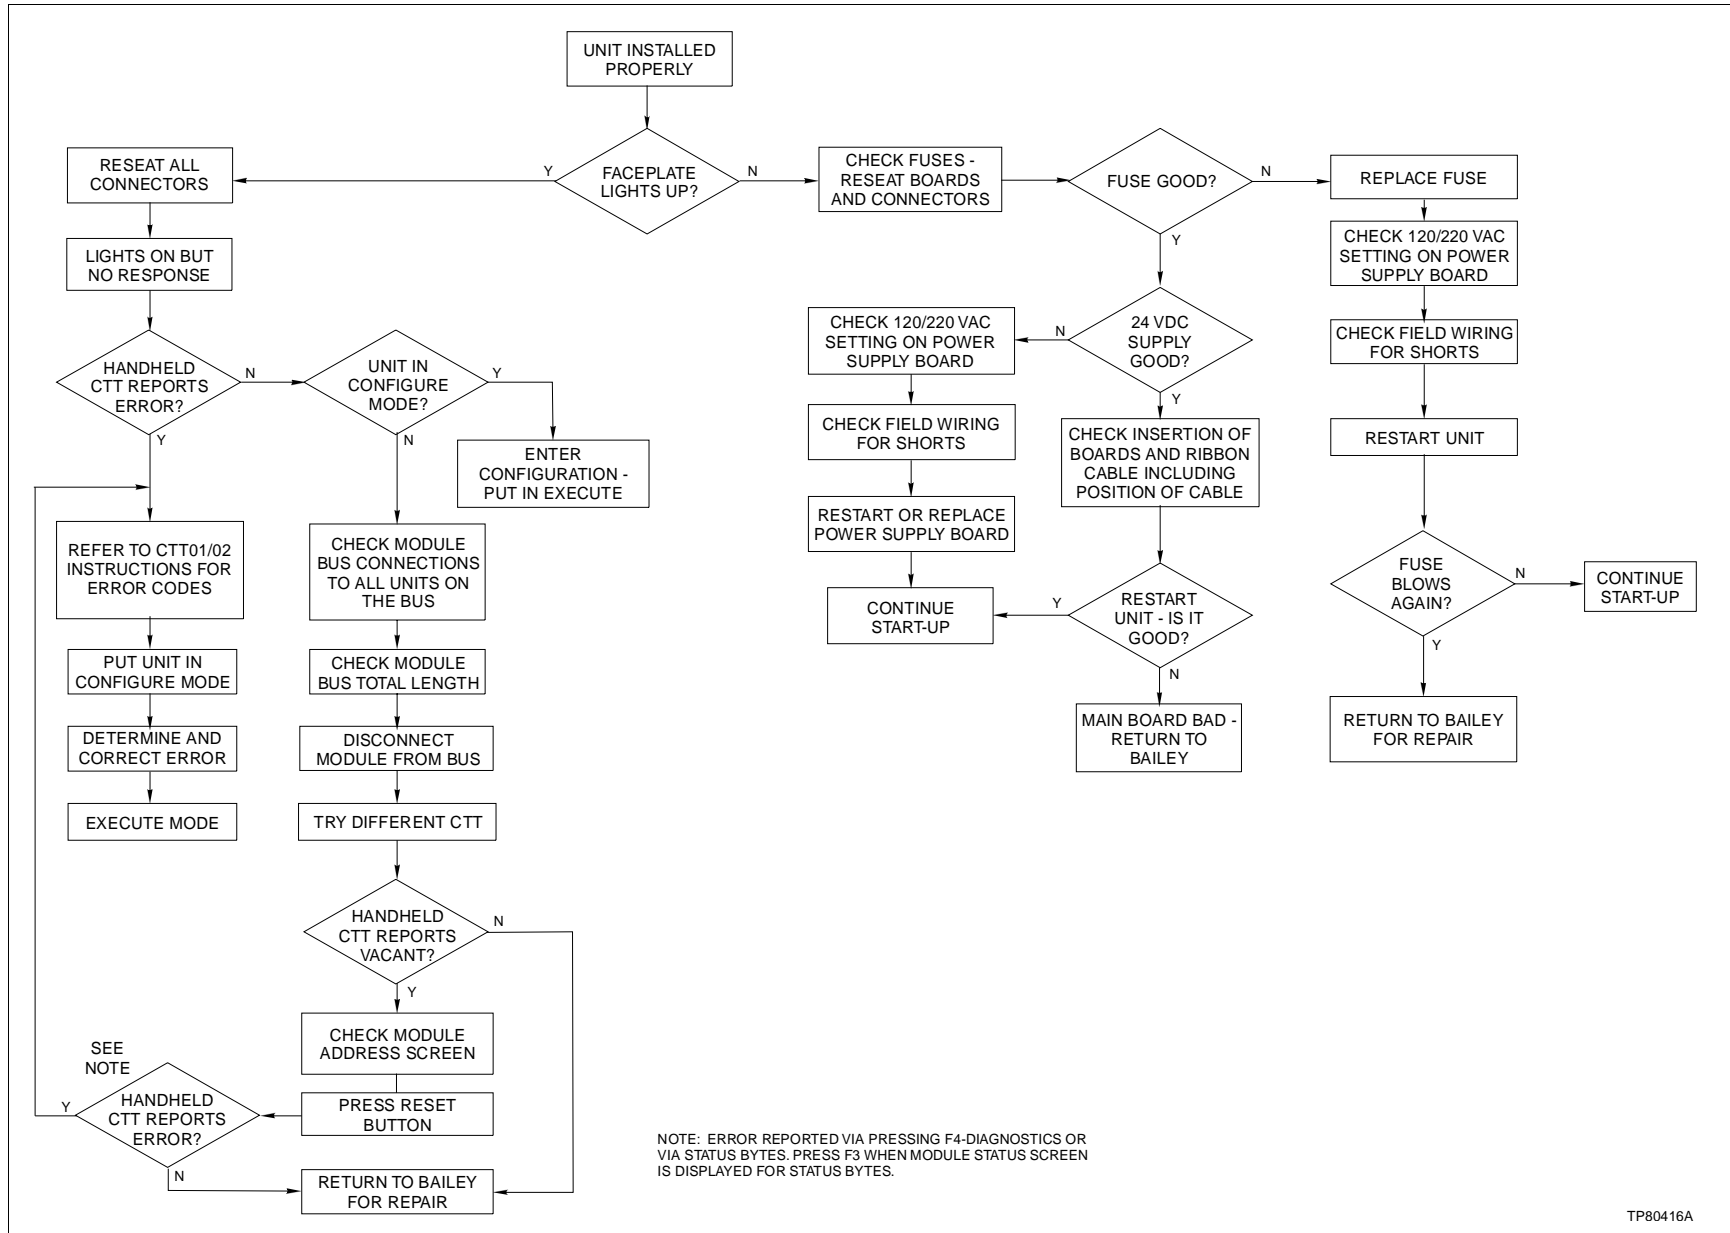 UNIT INSTALLED
PROPERLY
FACEPLATE
LIGHTS UP?
Y
N
RESEAT ALL
CONNECTORS
LIGHTS ON BUT
NO RESPONSE
HANDHELD
CTT REPORTS
ERROR?
N
Y
UNIT IN
CONFIGURE
MODE?
Y
N
ENTER
CONFIGURATION -
PUT IN EXECUTE
REFER TO CTT01/02
INSTRUCTIONS FOR
ERROR CODES
PUT UNIT IN
CONFIGURE MODE
DETERMINE AND
CORRECT ERROR
EXECUTE MODE
CHECK MODULE
BUS CONNECTIONS
TO ALL UNITS ON
THE BUS
CHECK MODULE
BUS TOTAL LENGTH
DISCONNECT
MODULE FROM BUS
TRY DIFFERENT CTT
HANDHELD
CTT REPORTS
VACANT?
N
Y
CHECK MODULE
ADDRESS SCREEN
PRESS RESET
BUTTON
SEE
NOTE
HANDHELD
CTT REPORTS
ERROR?
Y
N
RETURN TO BAILEY
FOR REPAIR
CHECK FUSES -
RESEAT BOARDS
AND CONNECTORS
FUSE GOOD?
N
Y
24 VDC
SUPPLY
GOOD?
N
Y
CHECK 120/220 VAC
SETTING ON POWER
SUPPLY BOARD
CHECK FIELD WIRING
FOR SHORTS
RESTART OR REPLACE
POWER SUPPLY BOARD
CONTINUE
START-UP
CHECK INSERTION OF
BOARDS AND RIBBON
CABLE INCLUDING
POSITION OF CABLE
RESTART
UNIT - IS IT
GOOD?
Y
N
MAIN BOARD BAD -
RETURN TO
BAILEY
REPLACE FUSE
CHECK 120/220 VAC
SETTING ON POWER
SUPPLY BOARD
CHECK FIELD WIRING
FOR SHORTS
RESTART UNIT
FUSE
BLOWS
AGAIN?
N
Y
CONTINUE
START-UP
RETURN TO BAILEY
FOR REPAIR
NOTE: ERROR REPORTED VIA PRESSING F4-DIAGNOSTICS OR
VIA STATUS BYTES. PRESS F3 WHEN MODULE STATUS SCREEN
IS DISPLAYED FOR STATUS BYTES.
TP80416A